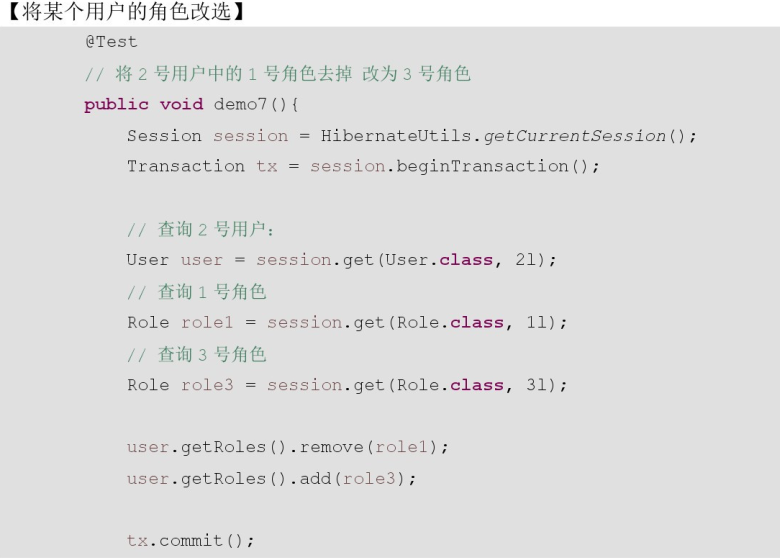 【将某个用户的角色改选】
@Test
// 将 2 号用户中的 1 号角色去掉 改为 3 号角色
public void demo7(){
Session session = HibernateUtils.getCurrentSession();
Transaction tx = session.beginTransaction();
// 查询 2 号用户:
User user = session.get(User.class, 2l);
// 查询 1 号角色
Role role1 = session.get(Role.class, 1l);
// 查询 3 号角色
Role role3 = session.get(Role.class, 3l);
user.getRoles().remove(role1);
user.getRoles().add(role3);
tx.commit();